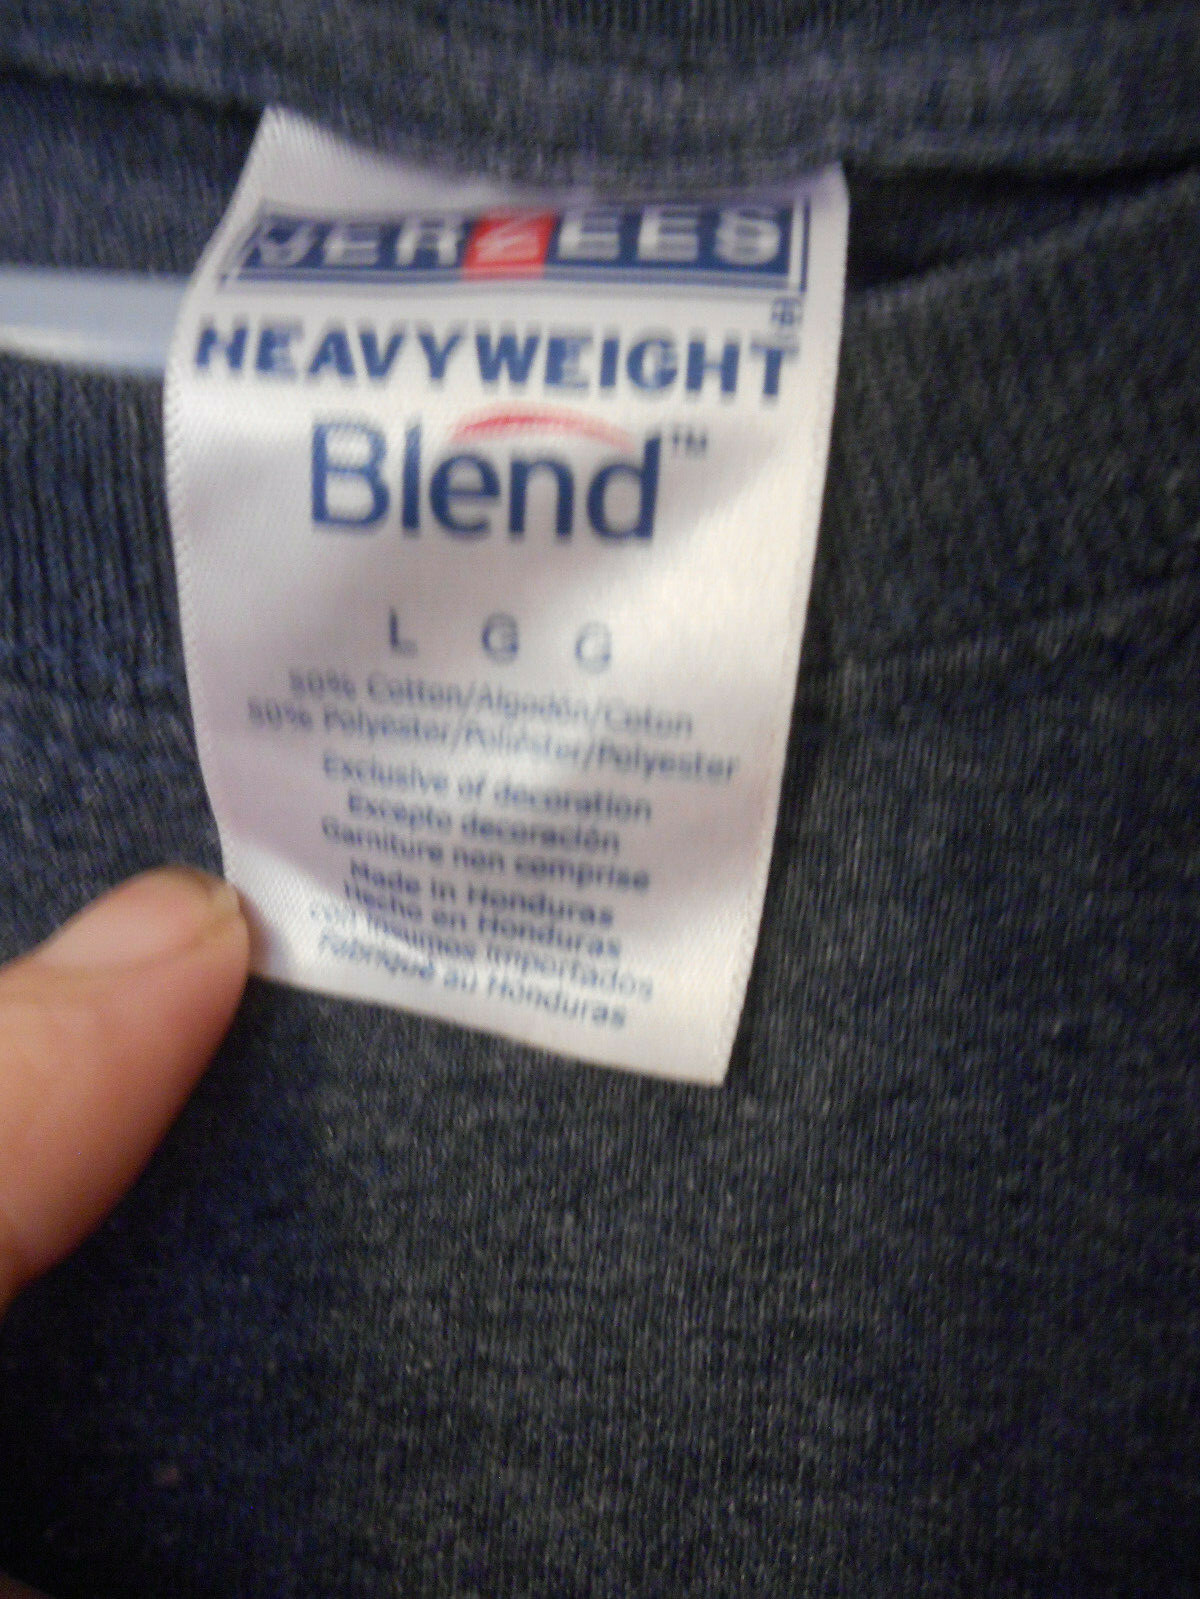 JERZEES
®
HEAVYWEIGHT
Blend™
L G G
50% Cotton/Algodón/Coton
50% Polyester/Poliéster/Polyester
Exclusive of decoration
Excepto decoración
Garniture non comprise
Made in Honduras
Hecho en Honduras
con insumos importados
Fabriqué au Honduras